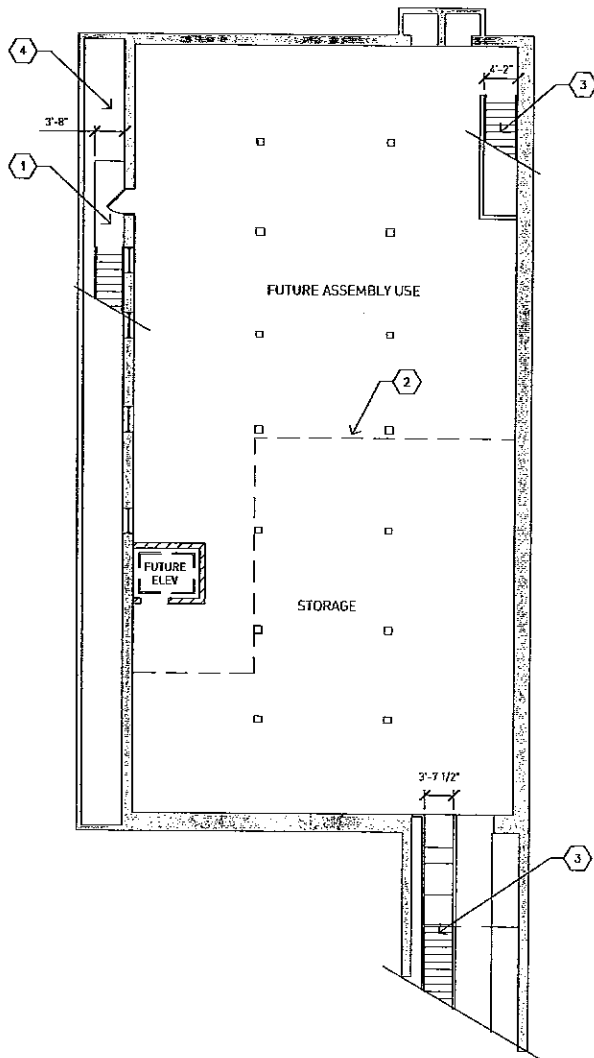 4
4'-2"
3
3'-8"
1
FUTURE ASSEMBLY USE
2
FUTURE
ELEV
STORAGE
3'-7 1/2"
3